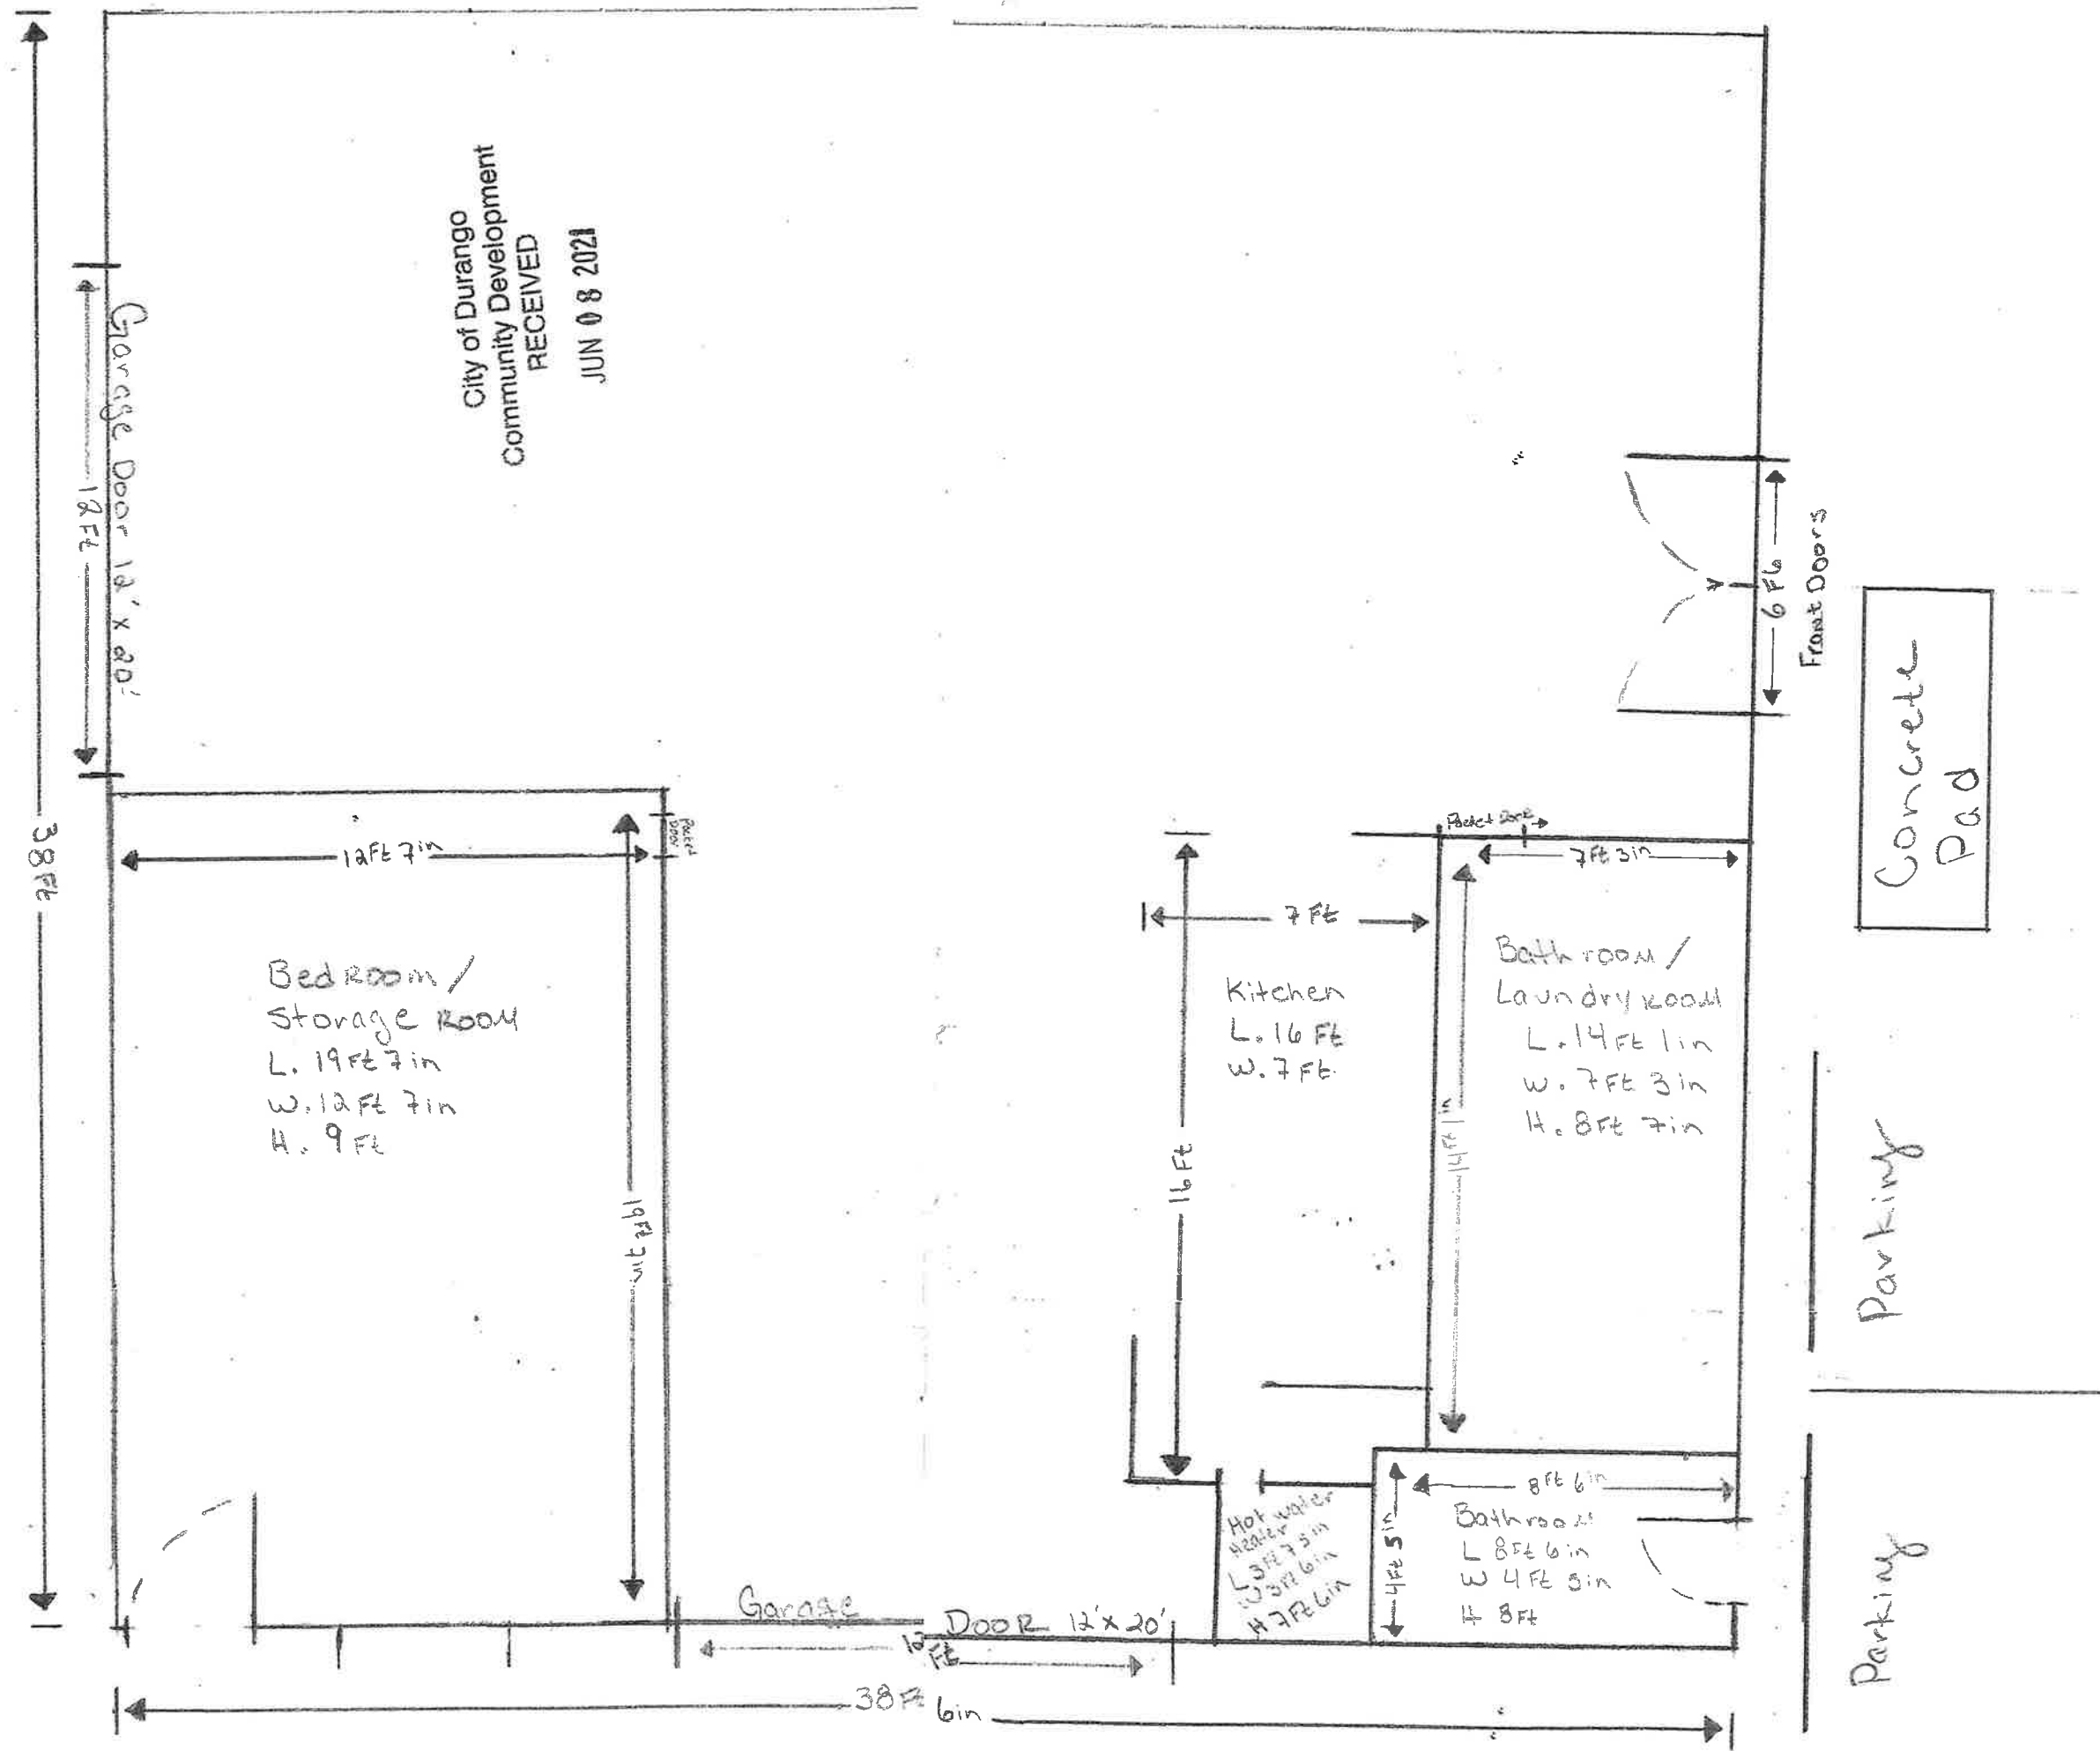 City of Durango
Community Development
RECEIVED
JUN 08 2021
38 Ft
Garage Door 12' x 20'
12 Ft
6 Ft
Front Doors
Concrete
Pad
Pocket
Door
12 Ft 7 in
19 Ft 7 in
Bedroom /
Storage Room
L. 19 Ft 7 in
W. 12 Ft 7 in
H. 9 Ft
7 Ft
16 Ft
Kitchen
L. 16 Ft
W. 7 Ft.
Pocket Door
7 Ft 3 in
14 Ft 1 in
Bathroom /
Laundry Room
L. 14 Ft 1 in
W. 7 Ft 3 in
H. 8 Ft 7 in
Parking
Hot water
Heater
W 3 Ft 6 in
H 7 Ft 6 in
4 Ft 5 in
8 Ft 6 in
Bathroom
L 8 Ft 6 in
W 4 Ft 5 in
H 8 Ft
Parking
Garage DOOR 12' x 20'
12
Ft
38 Ft 6 in